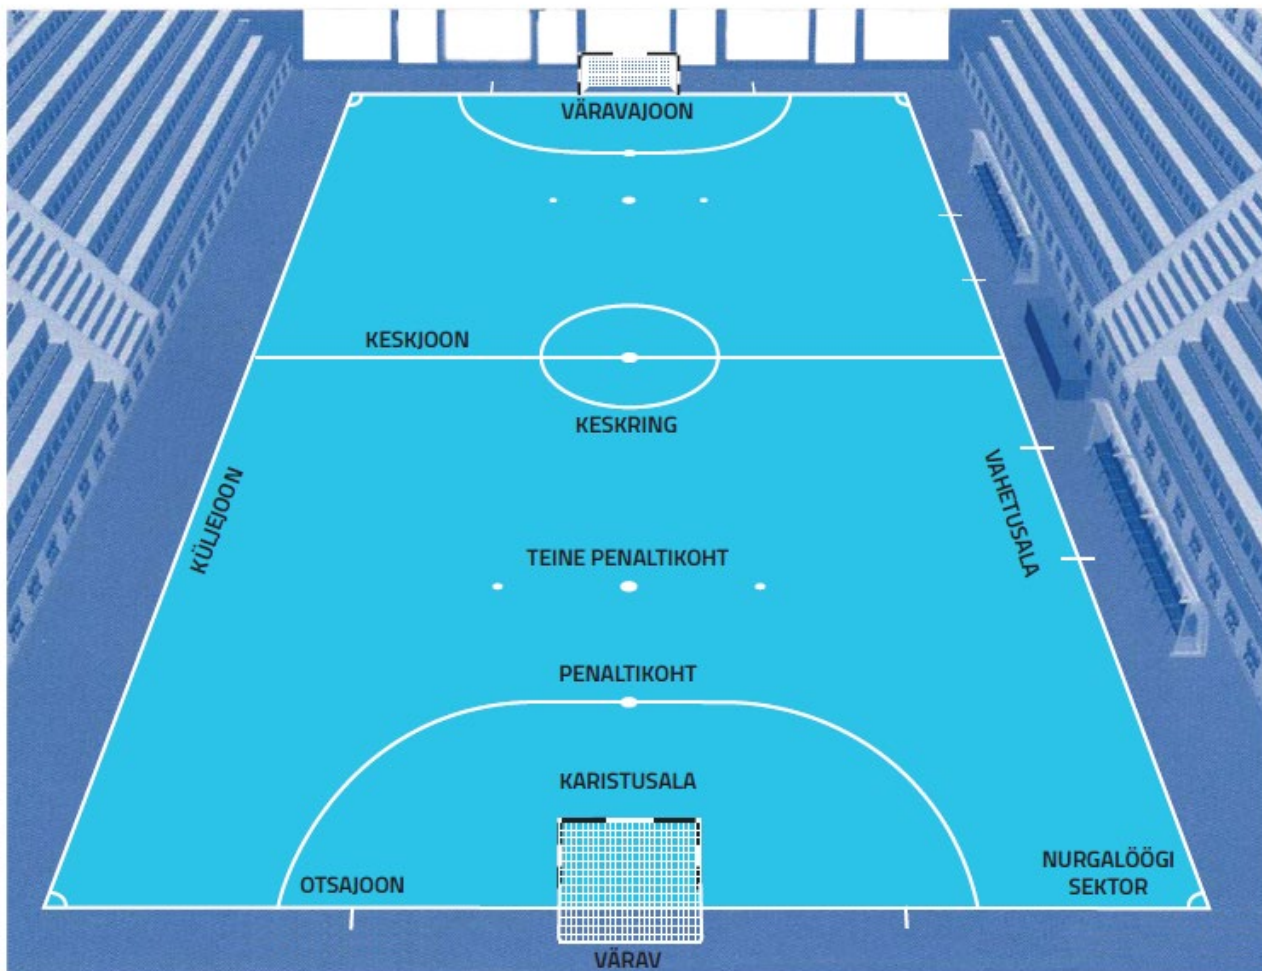 VÄRAVAJOON
KESKJOON
KESKRING
KÜLJEJOON
VAHETUSALA
TEINE PENALTIKOHT
PENALTIKOHT
KARISTUSALA
OTSAJOON
NURGALÖÖGI
SEKTOR
VÄRAV